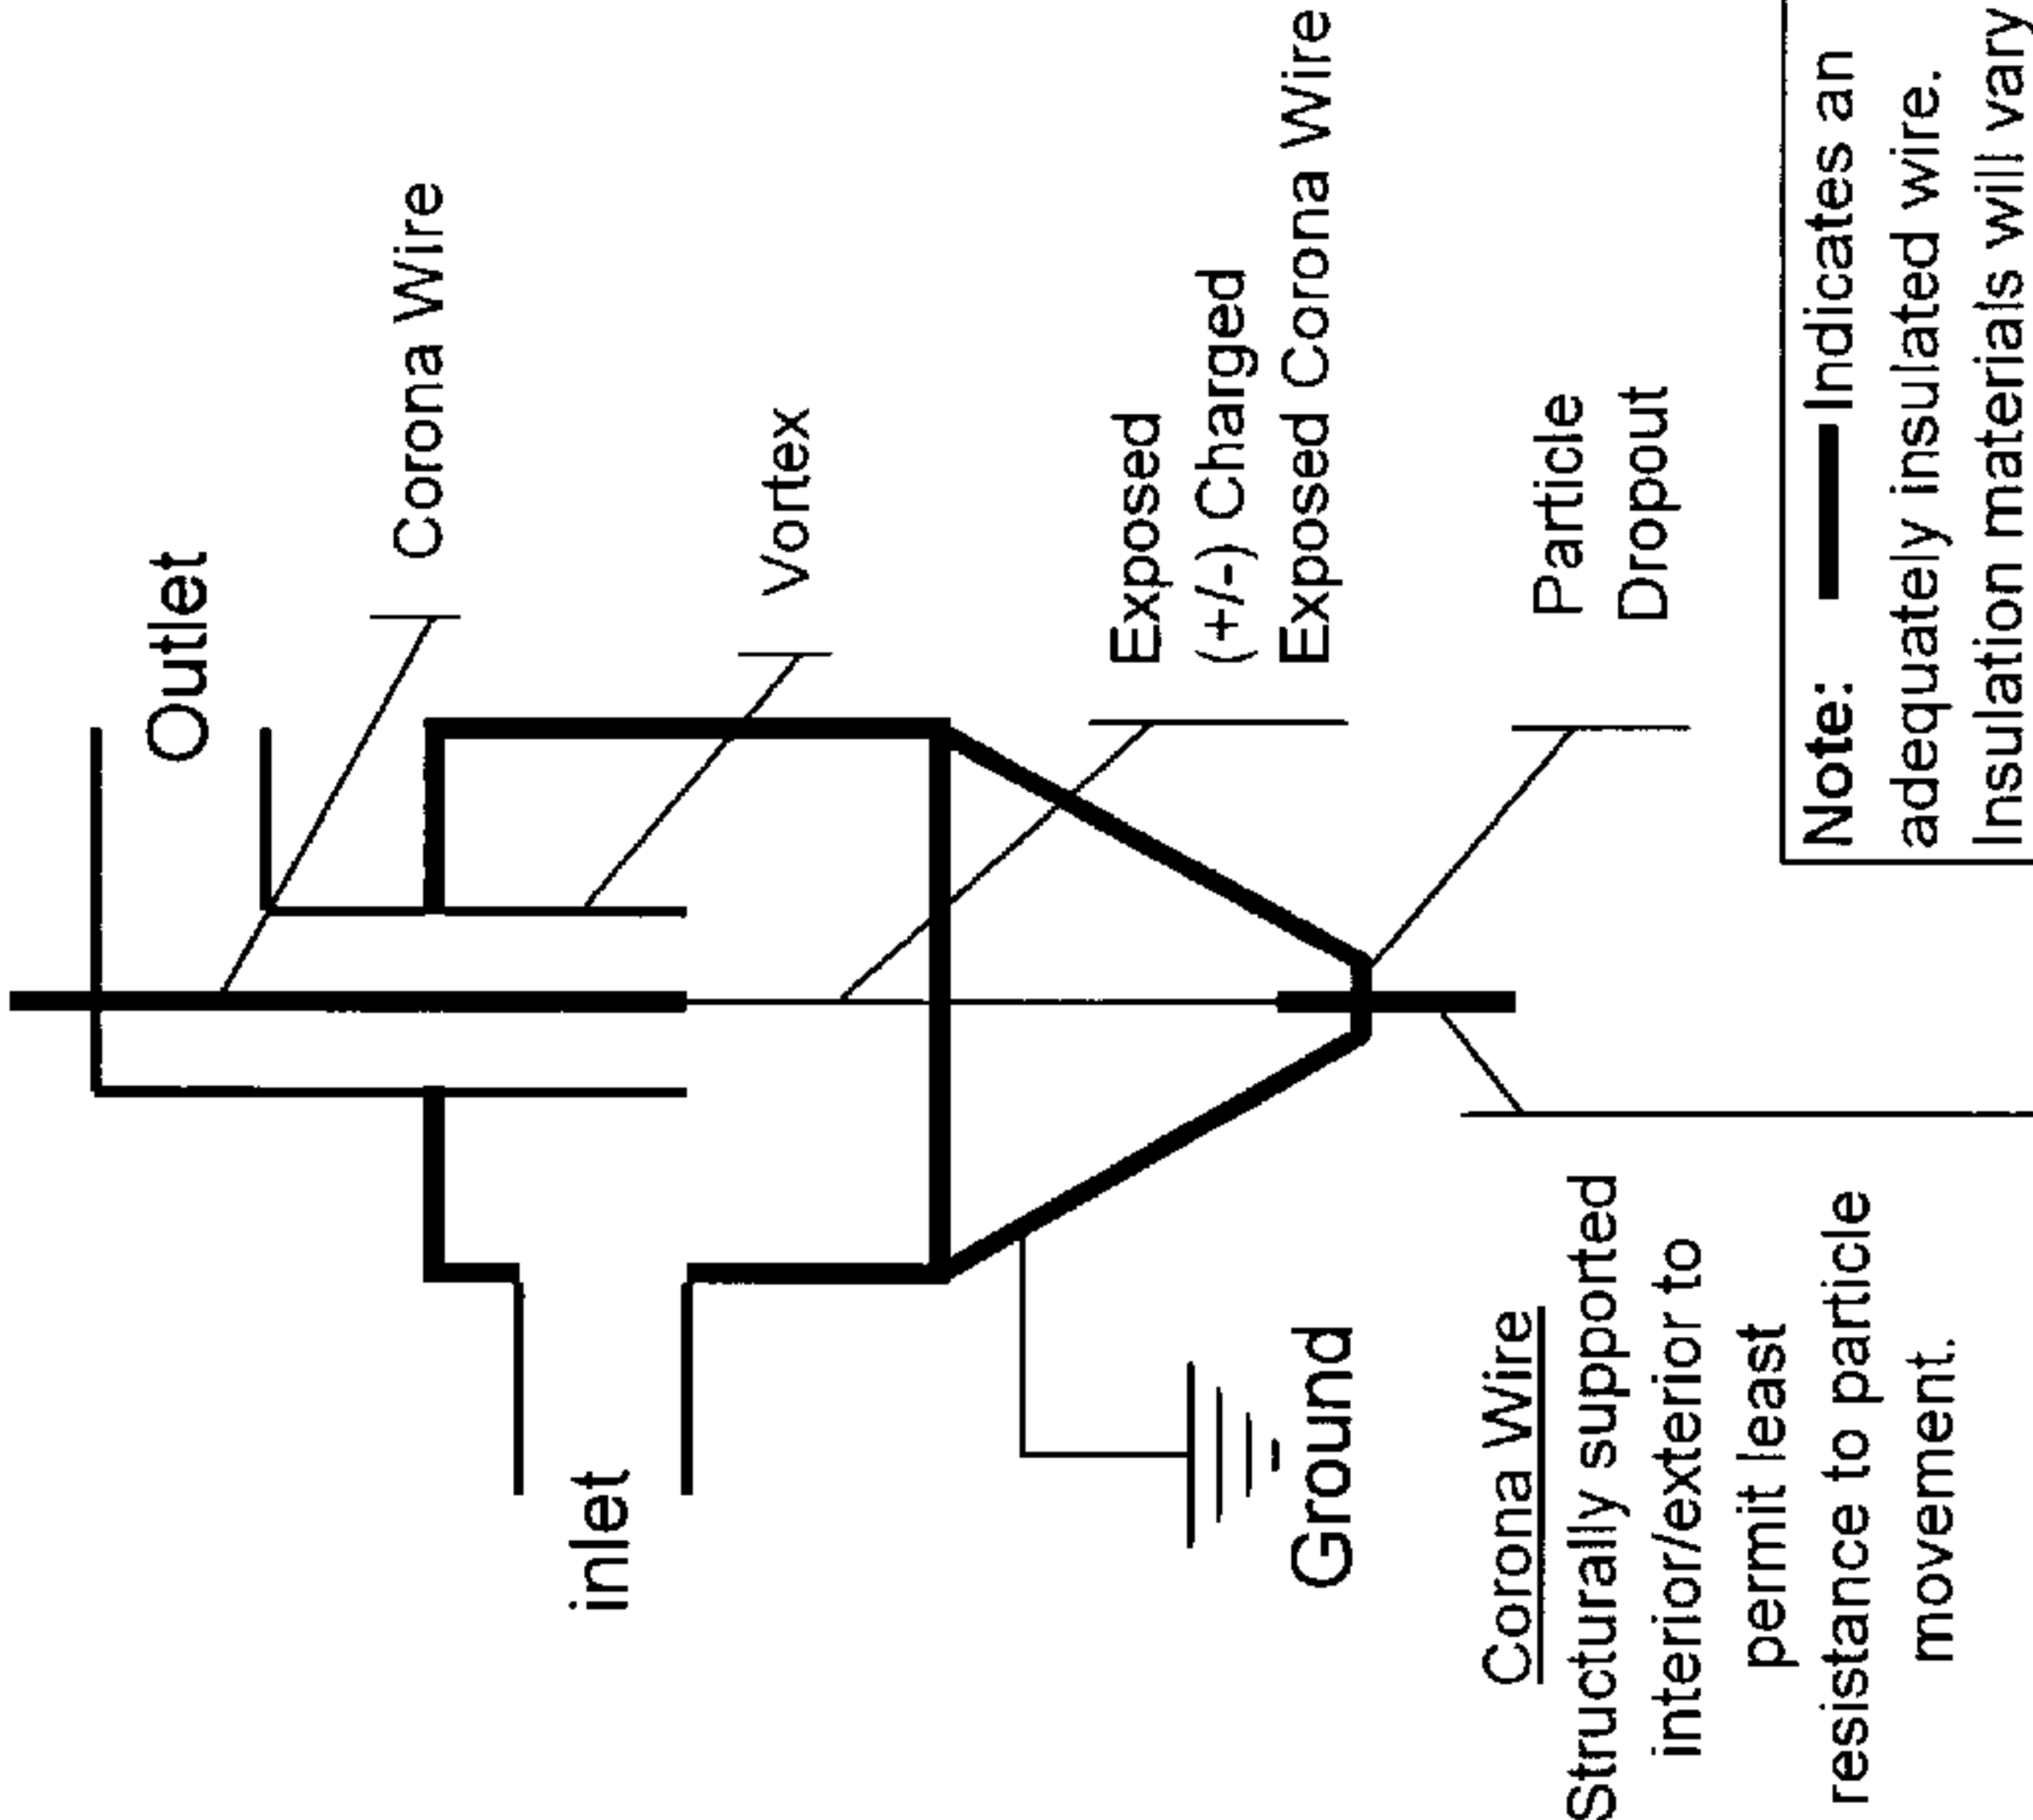 Outlet
Corona Wire
Vortex
Exposed
(+/-) Charged
Exposed Corona Wire
Particle
Dropout
inlet
Ground
Corona Wire
Structurally supported
interior/exterior to
permit least
resistance to particle
movement.
Note: Indicates an
adequately insulated wire.
Insulation materials will vary